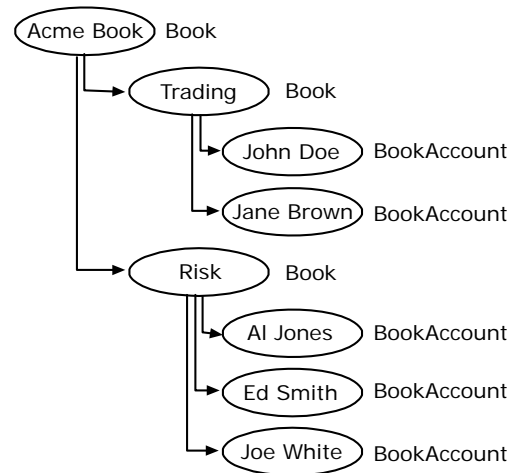 Acme Book Book
Trading Book
John Doe BookAccount
Jane Brown BookAccount
Risk Book
Al Jones BookAccount
Ed Smith BookAccount
Joe White BookAccount